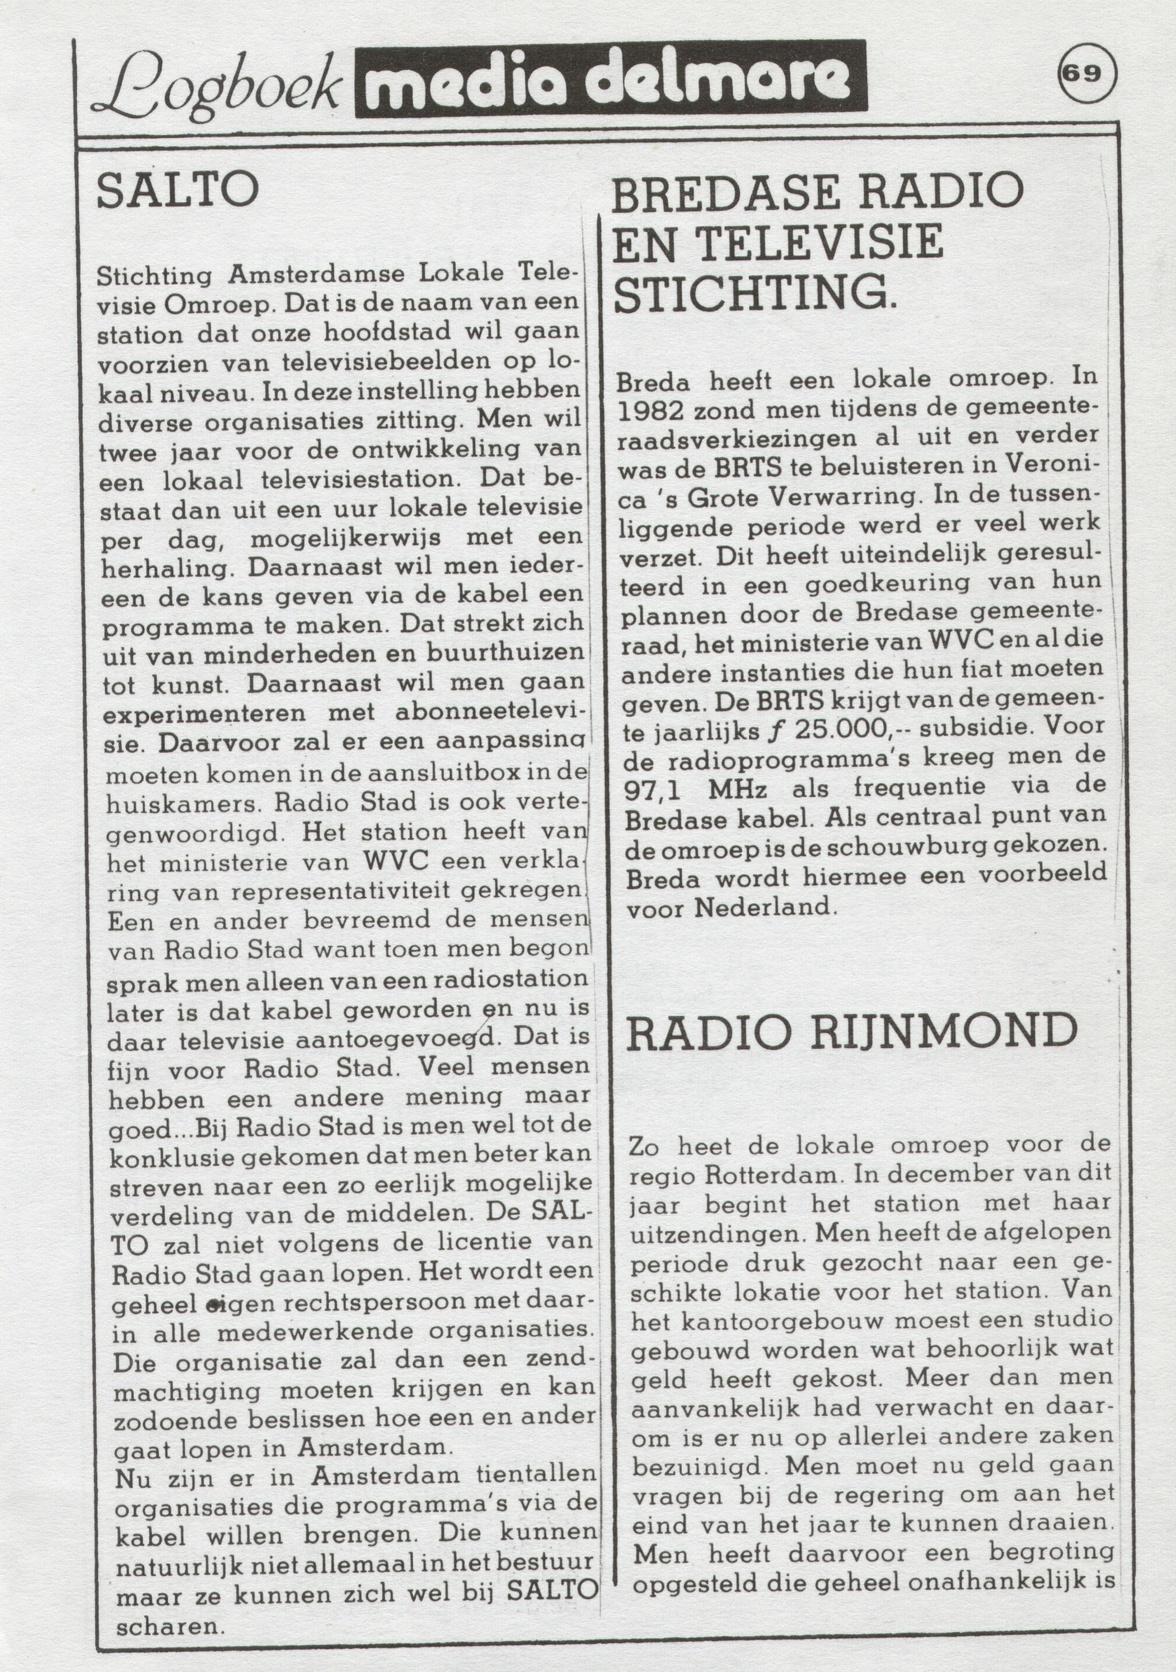 Logboek media delmare
69
SALTO
Stichting Amsterdamse Lokale Tele-
visie Omroep. Dat is de naam van een
station dat onze hoofdstad wil gaan
voorzien van televisiebeelden op lo-
kaal niveau. In deze instelling hebben
diverse organisaties zitting. Men wil
twee jaar voor de ontwikkeling van
een lokaal televisiestation. Dat be-
staat dan uit een uur lokale televisie
per dag, mogelijkerwijs met een
herhaling. Daarnaast wil men ieder-
een de kans geven via de kabel een
programma te maken. Dat strekt zich
uit van minderheden en buurthuizen
tot kunst. Daarnaast wil men gaan
experimenteren met abonneetelevi-
sie. Daarvoor zal er een aanpassing
moeten komen in de aansluitbox in de
huiskamers. Radio Stad is ook verte-
genwoordigd. Het station heeft van
het ministerie van WVC een verkla-
ring van representativiteit gekregen.
Een en ander bevreemd de mensen
van Radio Stad want toen men begon
sprak men alleen van een radiostation
later is dat kabel geworden en nu is
daar televisie aantoegevoegd. Dat is
fijn voor Radio Stad. Veel mensen
hebben een andere mening maar
goed...Bij Radio Stad is men wel tot de
konklusie gekomen dat men beter kan
streven naar een zo eerlijk mogelijke
verdeling van de middelen. De SAL-
TO zal niet volgens de licentie van
Radio Stad gaan lopen. Het wordt een
geheel eigen rechtspersoon met daar-
in alle medewerkende organisaties.
Die organisatie zal dan een zend-
machtiging moeten krijgen en kan
zodoende beslissen hoe een en ander
gaat lopen in Amsterdam.
Nu zijn er in Amsterdam tientallen
organisaties die programma's via de
kabel willen brengen. Die kunnen
natuurlijk niet allemaal in het bestuur
maar ze kunnen zich wel bij SALTO
scharen.
BREDASE RADIO
EN TELEVISIE
STICHTING.
Breda heeft een lokale omroep. In
1982 zond men tijdens de gemeente-
raadsverkiezingen al uit en verder
was de BRTS te beluisteren in Veroni-
ca 's Grote Verwarring. In de tussen-
liggende periode werd er veel werk
verzet. Dit heeft uiteindelijk geresul-
teerd in een goedkeuring van hun
plannen door de Bredase gemeente-
raad, het ministerie van WVC en al die
andere instanties die hun fiat moeten
geven. De BRTS krijgt van de gemeen-
te jaarlijks ƒ 25.000,-- subsidie. Voor
de radioprogramma's kreeg men de
97,1 MHz als frequentie via de
Bredase kabel. Als centraal punt van
de omroep is de schouwburg gekozen.
Breda wordt hiermee een voorbeeld
voor Nederland.
RADIO RIJNMOND
Zo heet de lokale omroep voor de
regio Rotterdam. In december van dit
jaar begint het station met haar
uitzendingen. Men heeft de afgelopen
periode druk gezocht naar een ge-
schikte lokatie voor het station. Van
het kantoorgebouw moest een studio
gebouwd worden wat behoorlijk wat
geld heeft gekost. Meer dan men
aanvankelijk had verwacht en daar-
om is er nu op allerlei andere zaken
bezuinigd. Men moet nu geld gaan
vragen bij de regering om aan het
eind van het jaar te kunnen draaien.
Men heeft daarvoor een begroting
opgesteld die geheel onafhankelijk is